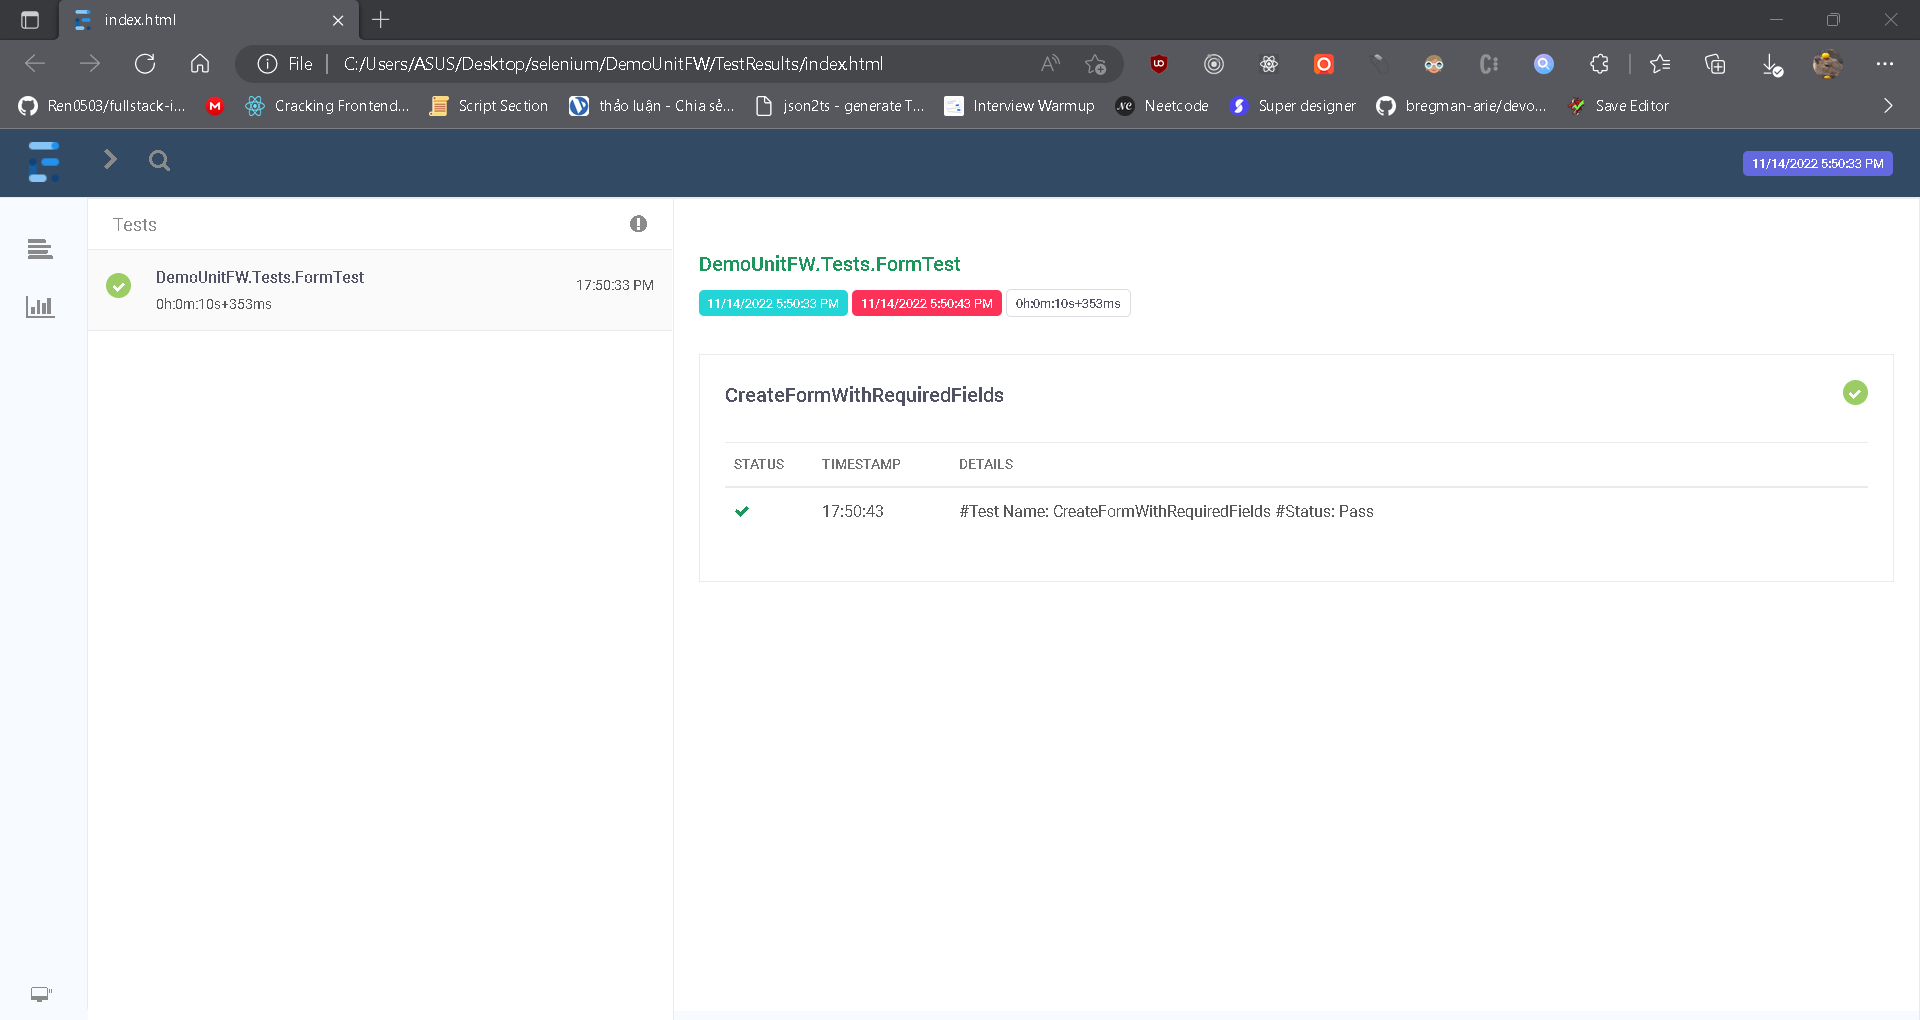 index.html
File C:/Users/ASUS/Desktop/selenium/DemoUnitFW/TestResults/index.html
Ren0503/fullstack-i... Cracking Frontend... Script Section thảo luận - Chia sẻ... json2ts - generate T... Interview Warmup Neetcode Super designer bregman-arie/devo... Save Editor
11/14/2022 5:50:33 PM
Tests
DemoUnitFW.Tests.FormTest
17:50:33 PM
0h:0m:10s+353ms
DemoUnitFW.Tests.FormTest
11/14/2022 5:50:33 PM 11/14/2022 5:50:43 PM 0h:0m:10s+353ms
CreateFormWithRequiredFields
STATUS TIMESTAMP DETAILS
17:50:43 #Test Name: CreateFormWithRequiredFields #Status: Pass